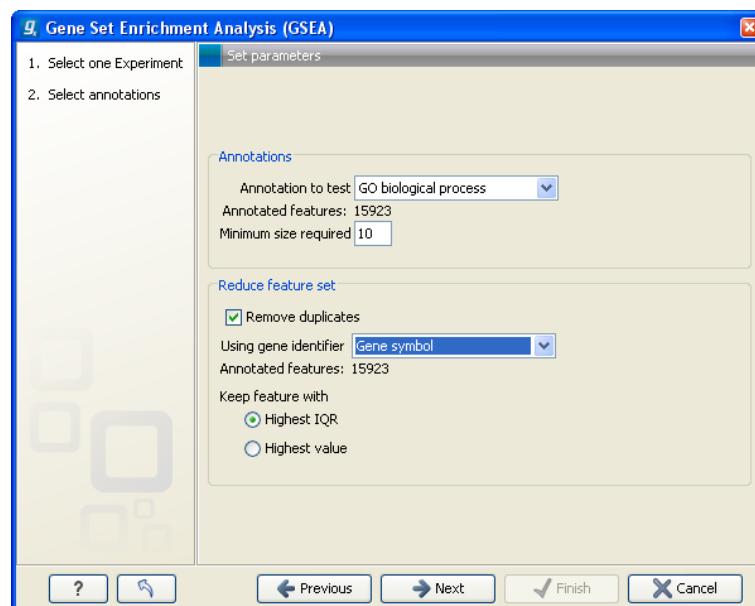 Gene Set Enrichment Analysis (GSEA)
1. Select one Experiment
2. Select annotations
Set parameters
Annotations
Annotation to test GO biological process
Annotated features: 15923
Minimum size required 10
Reduce feature set
Remove duplicates
Using gene identifier Gene symbol
Annotated features: 15923
Keep feature with
Highest IQR
Highest value
? Previous Next Finish Cancel